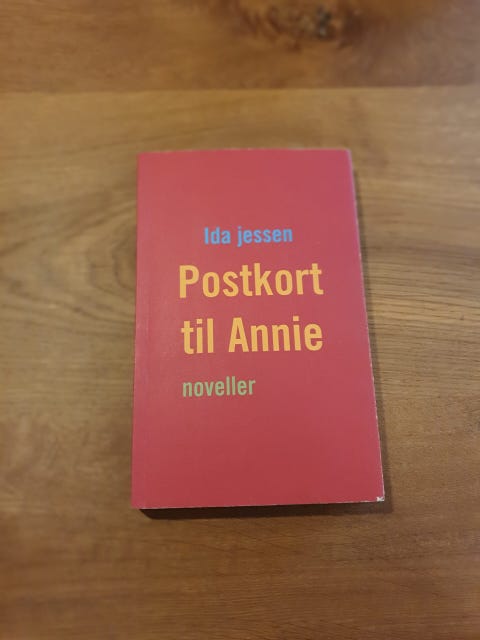 Ida jessen
Postkort
til Annie
noveller